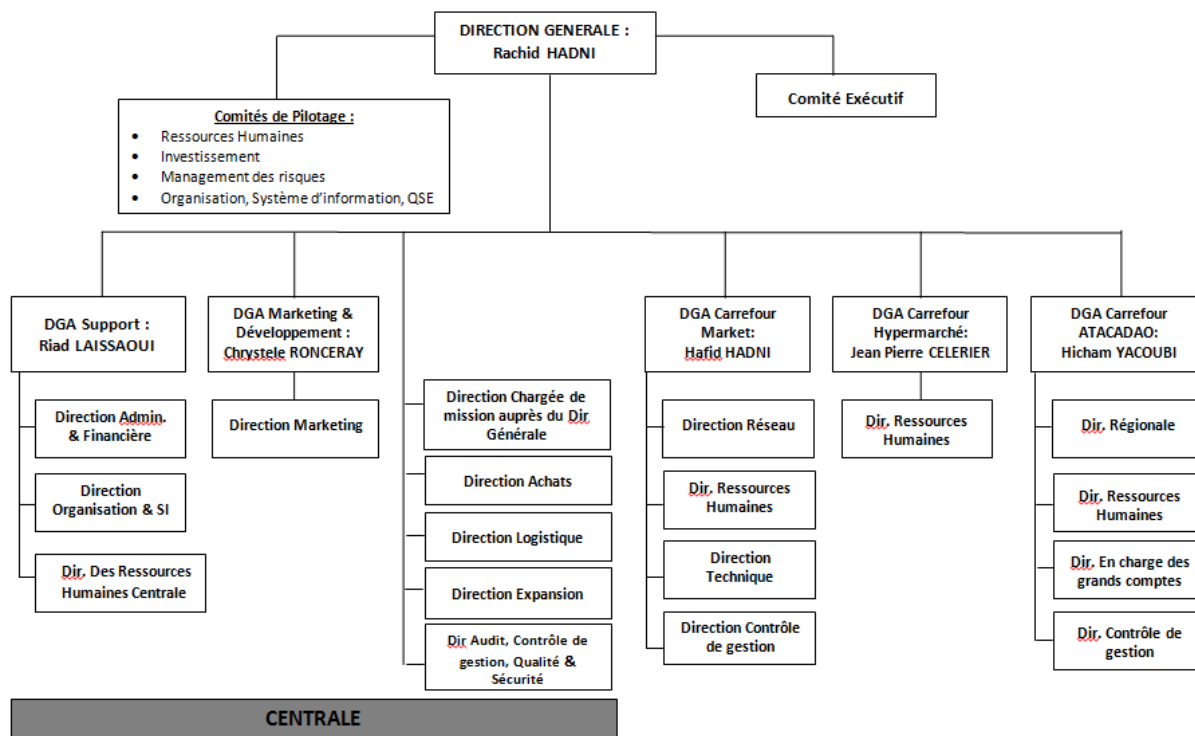 DIRECTION GENERALE :
Rachid HADNI
Comité Exécutif
Comités de Pilotage :
• Ressources Humaines
• Investissement
• Management des risques
• Organisation, Système d'information, QSE
DGA Support :
Riad LAISSAOUI
DGA Marketing &
Développement :
Chrystele RONCERAY
DGA Carrefour
Market:
Hafid HADNI
DGA Carrefour
Hypermarché:
Jean Pierre CELERIER
DGA Carrefour
ATACADAO:
Hicham YACOUBI
Direction Admin.
& Financière
Direction
Organisation & SI
Dir. Des Ressources
Humaines Centrale
Direction Marketing
Direction Chargée de
mission auprès du Dir
Générale
Direction Achats
Direction Logistique
Direction Expansion
Dir Audit, Contrôle de
gestion, Qualité &
Sécurité
Direction Réseau
Dir. Ressources
Humaines
Direction
Technique
Direction Contrôle
de gestion
Dir. Ressources
Humaines
Dir. Régionale
Dir. Ressources
Humaines
Dir. En charge des
grands comptes
Dir. Contrôle de
gestion
CENTRALE